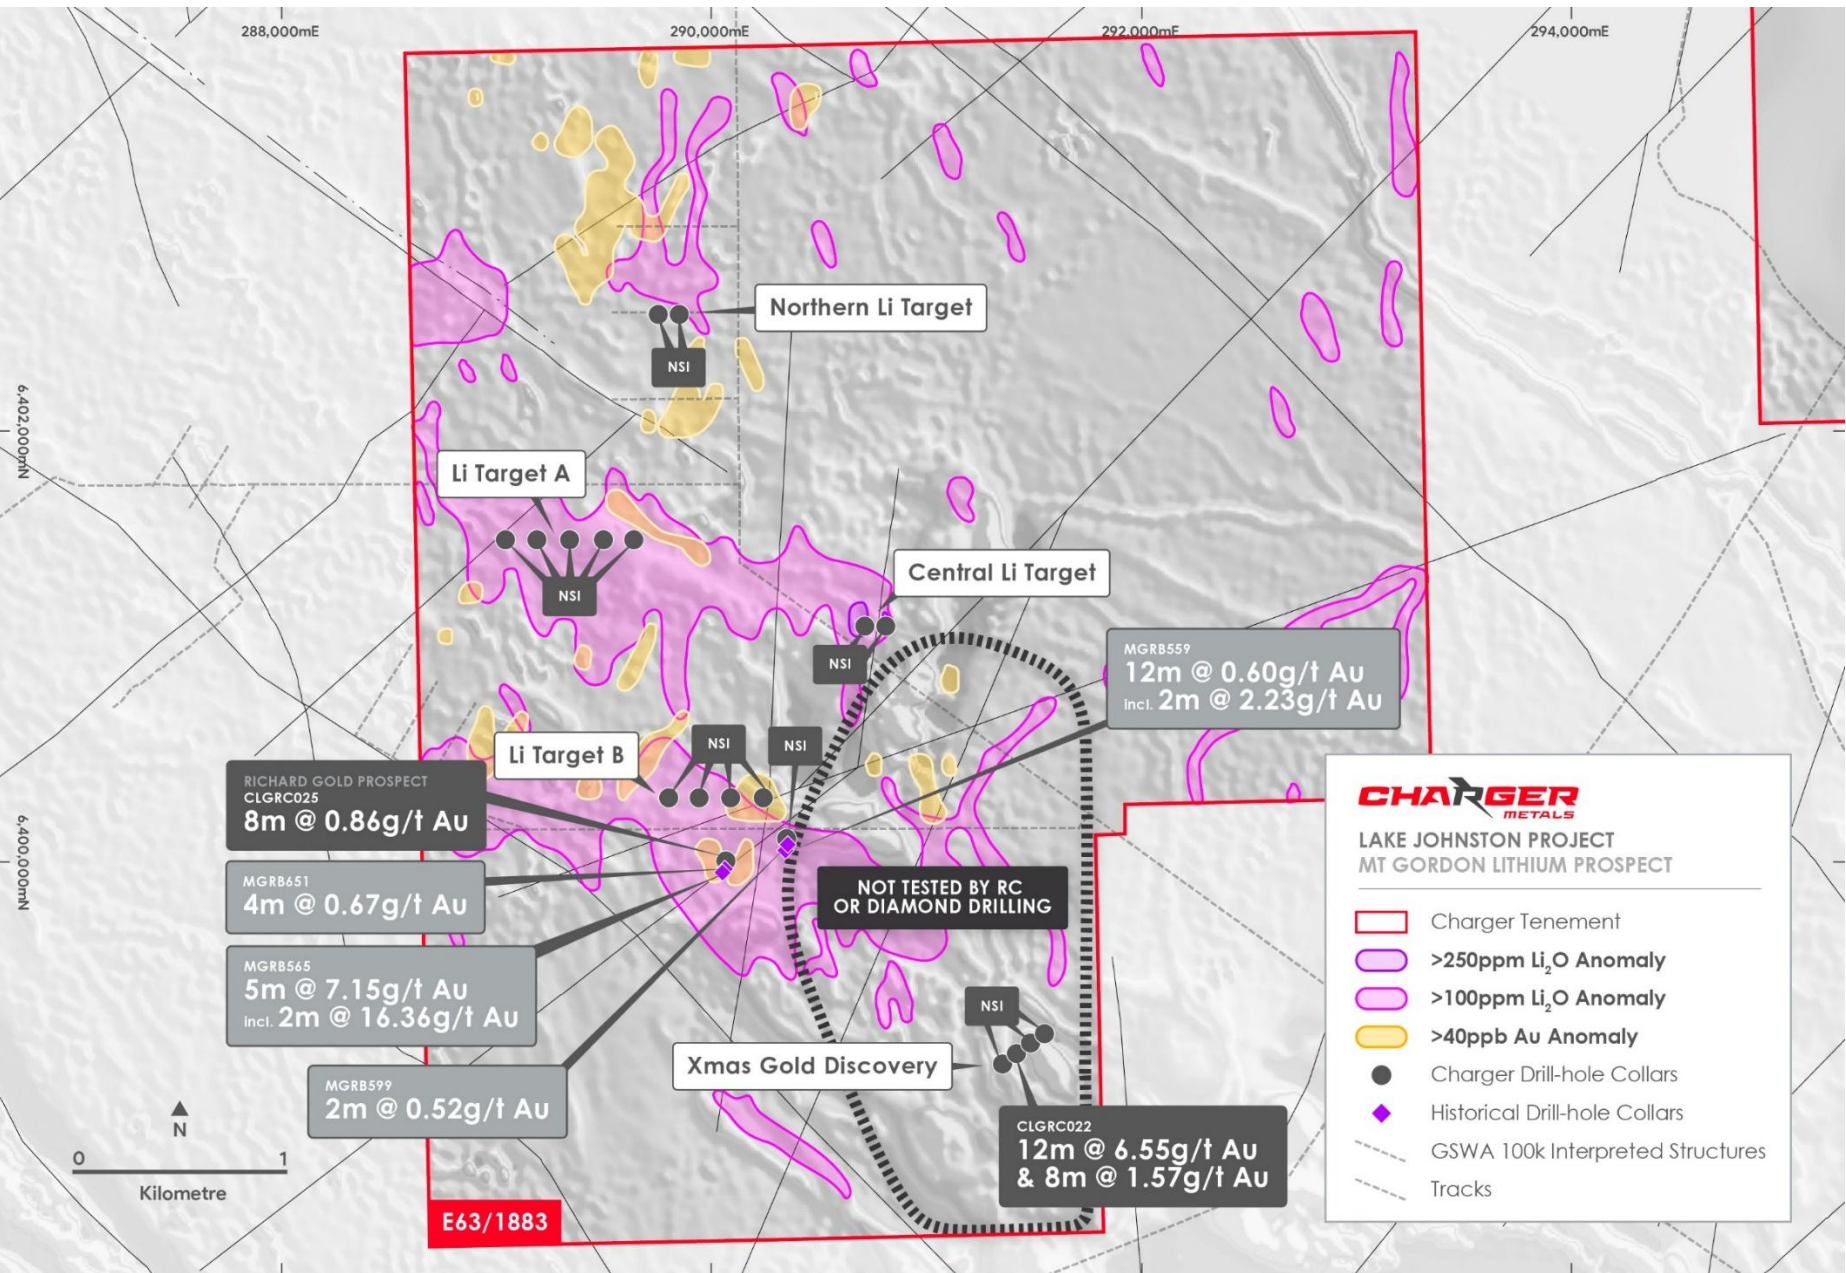 288,000mE
290,000mE
292,000mE
294,000mE
6,402,000mN
6,400,000mN
Northern Li Target
NSI
Li Target A
NSI
Central Li Target
NSI
MGRB559
12m @ 0.60g/t Au
incl. 2m @ 2.23g/t Au
Li Target B
NSI
NSI
RICHARD GOLD PROSPECT
CLGRC025
8m @ 0.86g/t Au
MGRB651
4m @ 0.67g/t Au
MGRB565
5m @ 7.15g/t Au
incl. 2m @ 16.36g/t Au
MGRB599
2m @ 0.52g/t Au
NOT TESTED BY RC
OR DIAMOND DRILLING
NSI
Xmas Gold Discovery
CLGRC022
12m @ 6.55g/t Au
& 8m @ 1.57g/t Au
N
0 1
Kilometre
E63/1883
CHARGER
METALS
LAKE JOHNSTON PROJECT
MT GORDON LITHIUM PROSPECT
Charger Tenement
>250ppm Li₂O Anomaly
>100ppm Li₂O Anomaly
>40ppb Au Anomaly
Charger Drill-hole Collars
Historical Drill-hole Collars
GSWA 100k Interpreted Structures
Tracks